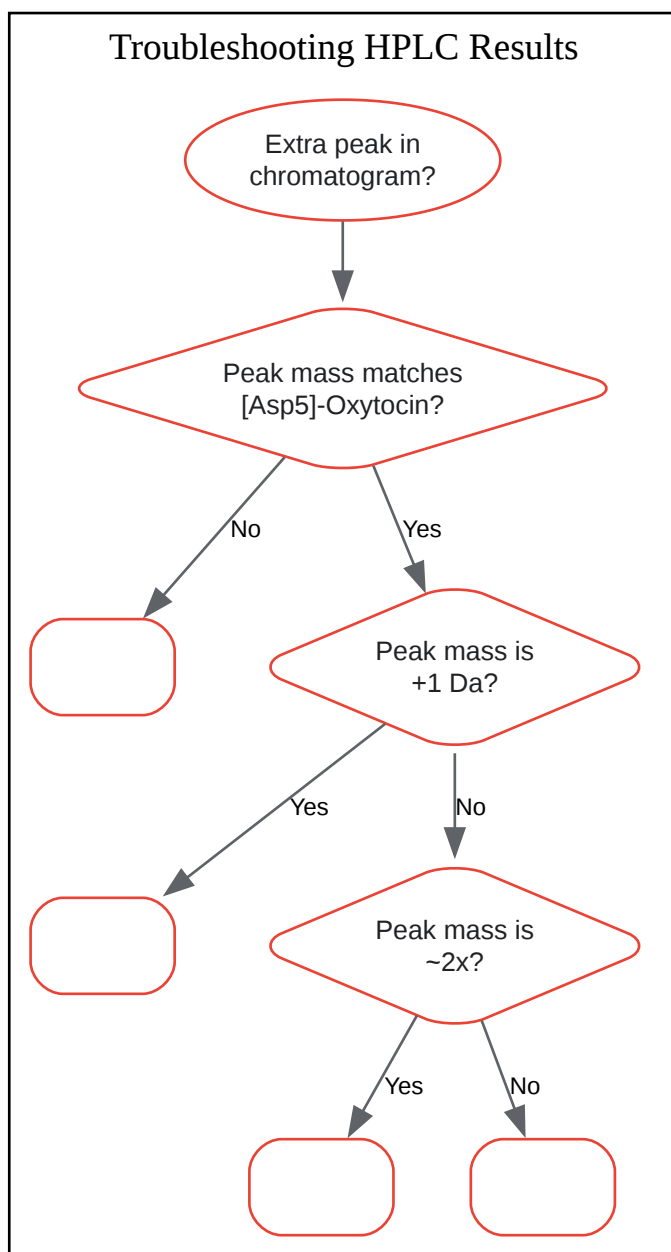 Troubleshooting HPLC Results
Extra peak in
chromatogram?
Peak mass matches
[Asp5]-Oxytocin?
No
Yes
Peak mass is
+1 Da?
Yes
No
Peak mass is
~2x?
Yes
No